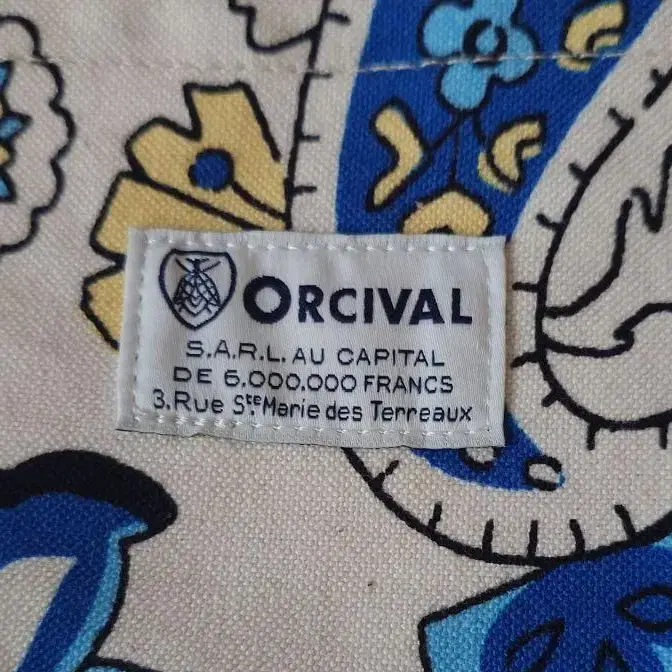 ORCIVAL
S.A.R.L. AU CAPITAL
DE 6.000.000 FRANCS
3.Rue Ste Marie des Terreaux